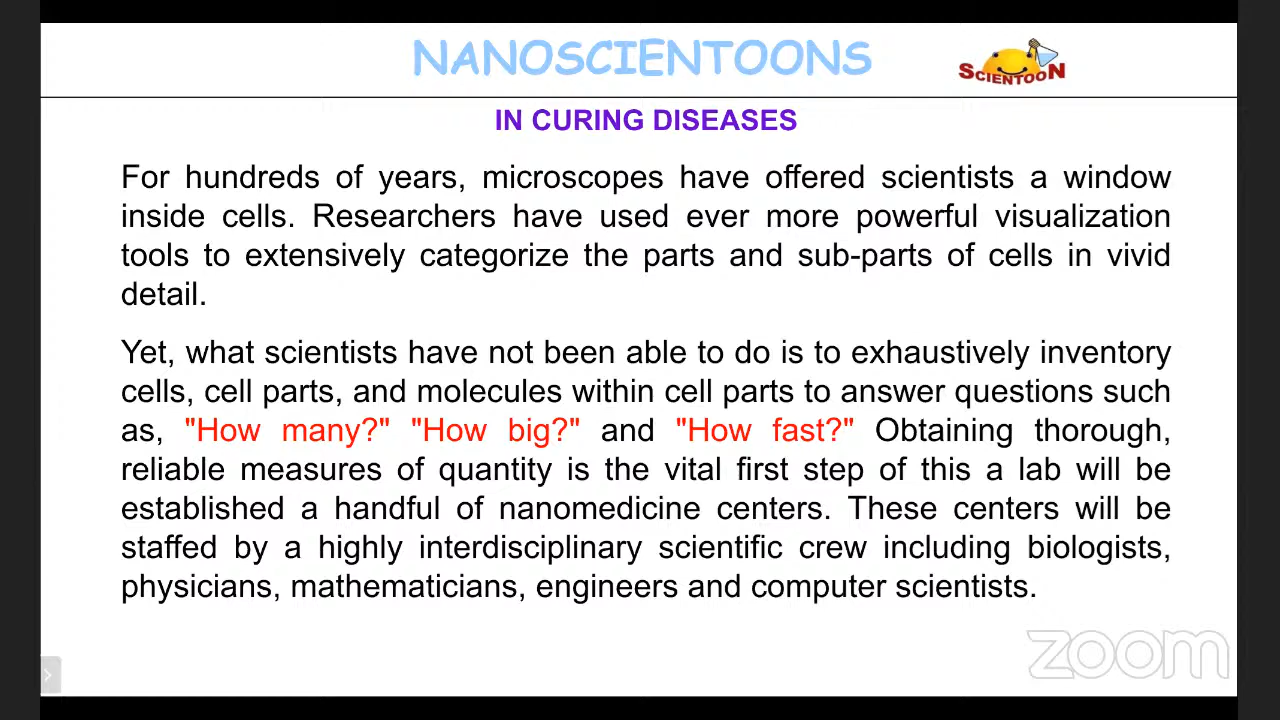 NANOSCIENTOONS
SCIENTOON
IN CURING DISEASES
For hundreds of years, microscopes have offered scientists a window
inside cells. Researchers have used ever more powerful visualization
tools to extensively categorize the parts and sub-parts of cells in vivid
detail.
Yet, what scientists have not been able to do is to exhaustively inventory
cells, cell parts, and molecules within cell parts to answer questions such
as, "How many?" "How big?" and "How fast?" Obtaining thorough,
reliable measures of quantity is the vital first step of this a lab will be
established a handful of nanomedicine centers. These centers will be
staffed by a highly interdisciplinary scientific crew including biologists,
physicians, mathematicians, engineers and computer scientists.
zoom